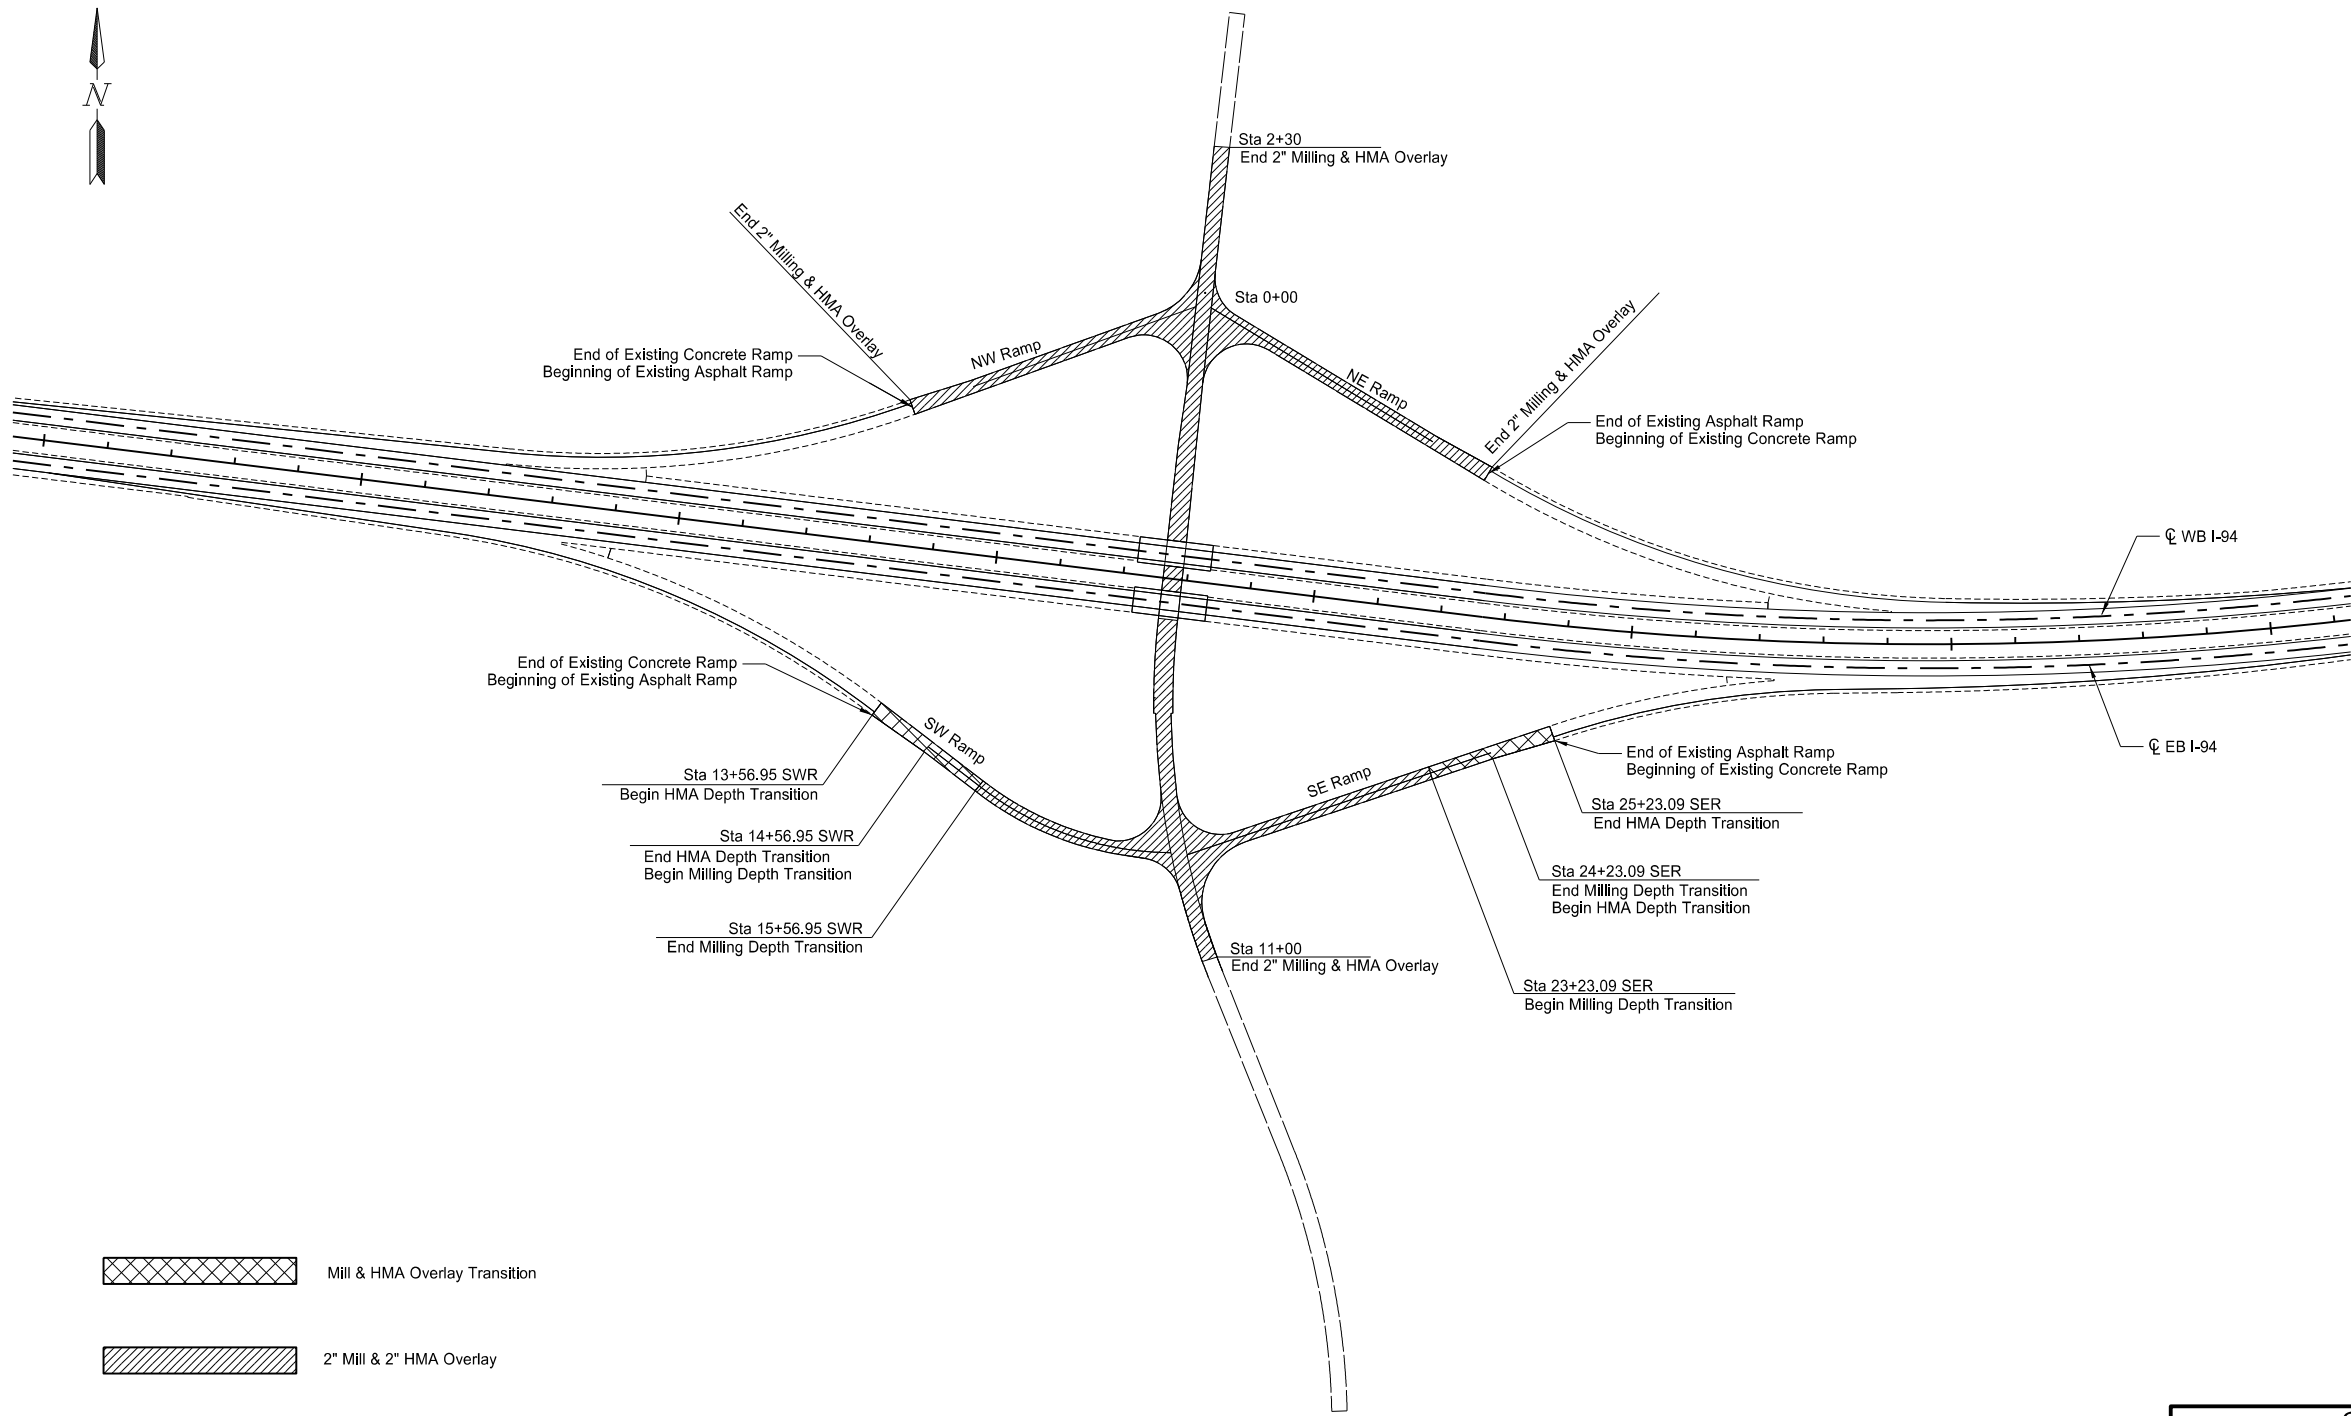 N
Sta 2+30
End 2" Milling & HMA Overlay
End 2" Milling & HMA Overlay
Sta 0+00
End 2" Milling & HMA Overlay
End of Existing Concrete Ramp
Beginning of Existing Asphalt Ramp
NW Ramp
NE Ramp
End of Existing Asphalt Ramp
Beginning of Existing Concrete Ramp
℄ WB I-94
End of Existing Concrete Ramp
Beginning of Existing Asphalt Ramp
SW Ramp
℄ EB I-94
End of Existing Asphalt Ramp
Beginning of Existing Concrete Ramp
SE Ramp
Sta 13+56.95 SWR
Begin HMA Depth Transition
Sta 25+23.09 SER
End HMA Depth Transition
Sta 14+56.95 SWR
End HMA Depth Transition
Begin Milling Depth Transition
Sta 24+23.09 SER
End Milling Depth Transition
Begin HMA Depth Transition
Sta 15+56.95 SWR
End Milling Depth Transition
Sta 11+00
End 2" Milling & HMA Overlay
Sta 23+23.09 SER
Begin Milling Depth Transition
Mill & HMA Overlay Transition
2" Mill & 2" HMA Overlay